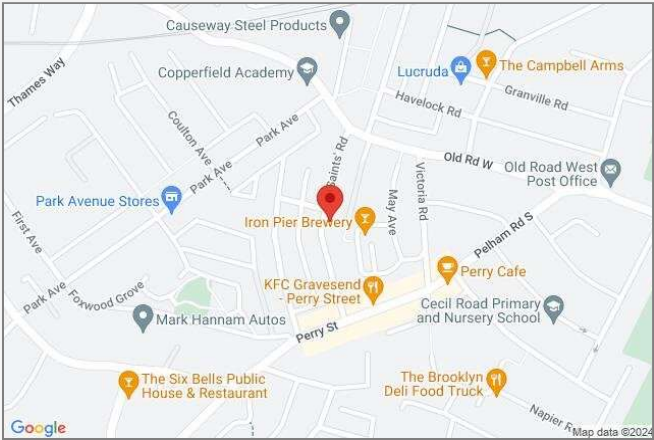 Causeway Steel Products
Thames Way
Copperfield Academy
Lucruda
The Campbell Arms
Havelock Rd
Granville Rd
Coulton Ave
Park Ave
Saints' Rd
Old Rd W
Old Road West
Post Office
Park Ave
Park Avenue Stores
Victoria Rd
May Ave
First Ave
Iron Pier Brewery
Pelham Rd S
Perry Cafe
KFC Gravesend
- Perry Street
Park Ave
Foxwood Grove
Cecil Road Primary
and Nursery School
Mark Hannam Autos
Perry St
The Six Bells Public
House & Restaurant
The Brooklyn
Deli Food Truck
Napier R
Google
Map data ©2024